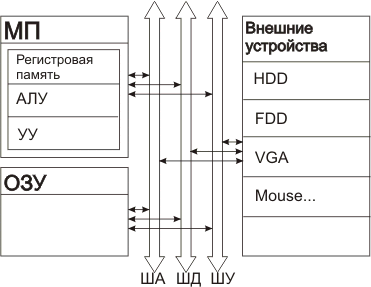 МП
Регистровая
память
АЛУ
УУ
ОЗУ
Внешние
устройства
HDD
FDD
VGA
Mouse...
ША ШД ШУ